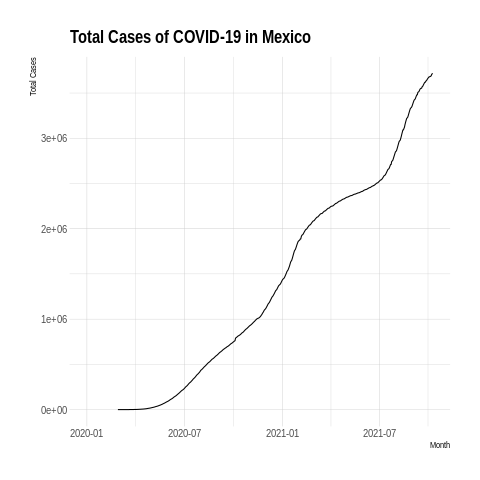 Total Cases of COVID-19 in Mexico
Total Cases
3e+06
2e+06
1e+06
0e+00
2020-01 2020-07 2021-01 2021-07
Month